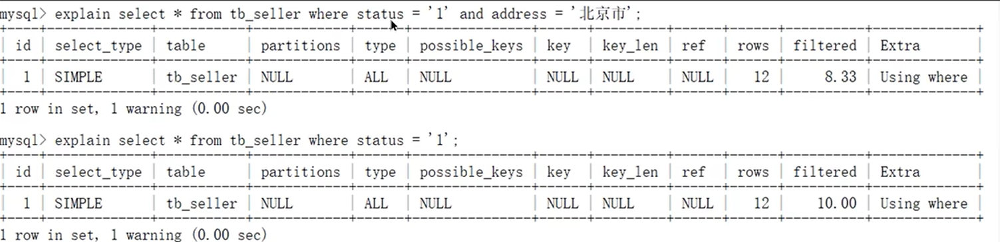 mysql> explain select * from tb_seller where status = '1' and address = '北京市';
+----+-------------+-----------+------------+------+---------------+------+---------+------+------+----------+-------------+
| id | select_type | table | partitions | type | possible_keys | key | key_len | ref | rows | filtered | Extra |
+----+-------------+-----------+------------+------+---------------+------+---------+------+------+----------+-------------+
| 1 | SIMPLE | tb_seller | NULL | ALL | NULL | NULL | NULL | NULL | 12 | 8.33 | Using where |
+----+-------------+-----------+------------+------+---------------+------+---------+------+------+----------+-------------+
1 row in set, 1 warning (0.00 sec)
mysql> explain select * from tb_seller where status = '1';
+----+-------------+-----------+------------+------+---------------+------+---------+------+------+----------+-------------+
| id | select_type | table | partitions | type | possible_keys | key | key_len | ref | rows | filtered | Extra |
+----+-------------+-----------+------------+------+---------------+------+---------+------+------+----------+-------------+
| 1 | SIMPLE | tb_seller | NULL | ALL | NULL | NULL | NULL | NULL | 12 | 10.00 | Using where |
+----+-------------+-----------+------------+------+---------------+------+---------+------+------+----------+-------------+
1 row in set, 1 warning (0.00 sec)